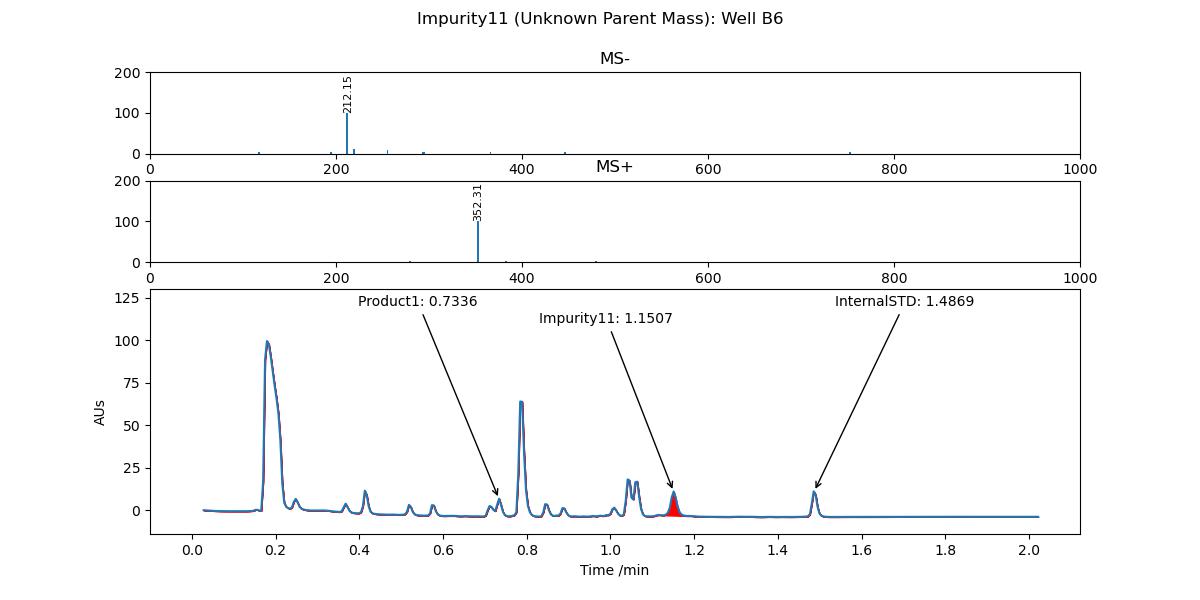 Impurity11 (Unknown Parent Mass): Well B6
MS-
200
100
0
212.15
0 200 400 600 800 1000
MS+
200
100
0
352.31
0 200 400 600 800 1000
Product1: 0.7336
InternalSTD: 1.4869
Impurity11: 1.1507
125
100
75
50
25
0
AUs
0.0 0.2 0.4 0.6 0.8 1.0 1.2 1.4 1.6 1.8 2.0
Time /min